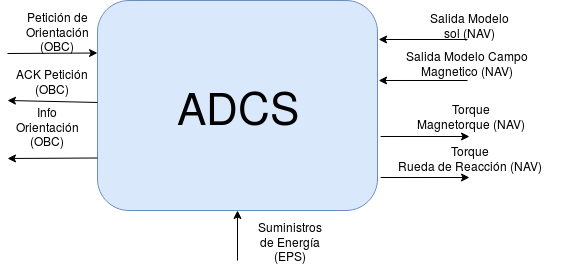 Petición de
Orientación
(OBC)
ACK Petición
(OBC)
Info
Orientación
(OBC)
ADCS
Salida Modelo
sol (NAV)
Salida Modelo Campo
Magnetico (NAV)
Torque
Magnetorque (NAV)
Torque
Rueda de Reacción (NAV)
Suministros
de Energía
(EPS)